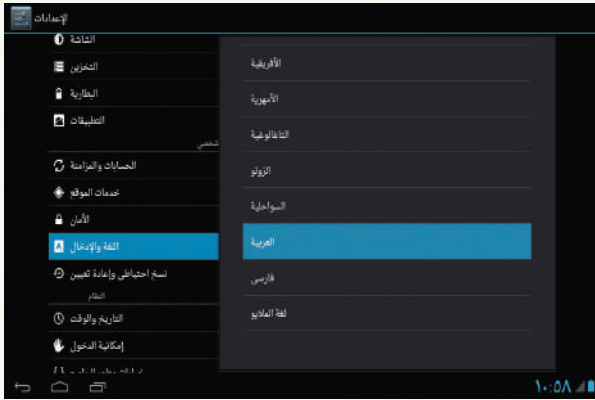 الإعدادات
الشاشة
التخزين
البطارية
التطبيقات
شخصي
الحسابات والمزامنة
خدمات الموقع
الأمان
اللغة والإدخال
نسخ احتياطي وإعادة تعيين
النظام
التاريخ والوقت
إمكانية الدخول
الأفريقية
الأمهرية
التاغالوغية
الزولو
السواحلية
العربية
فارسی
لغة الملايو
١٠:٥٨